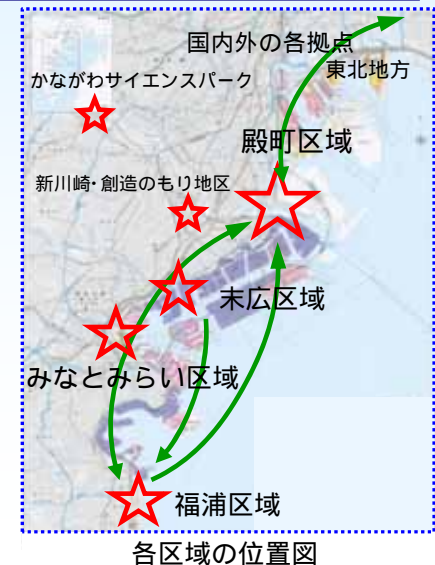 国内外の各拠点
東北地方
かながわサイエンスパーク
殿町区域
新川崎・創造のもり地区
末広区域
みなとみらい区域
福浦区域
各区域の位置図